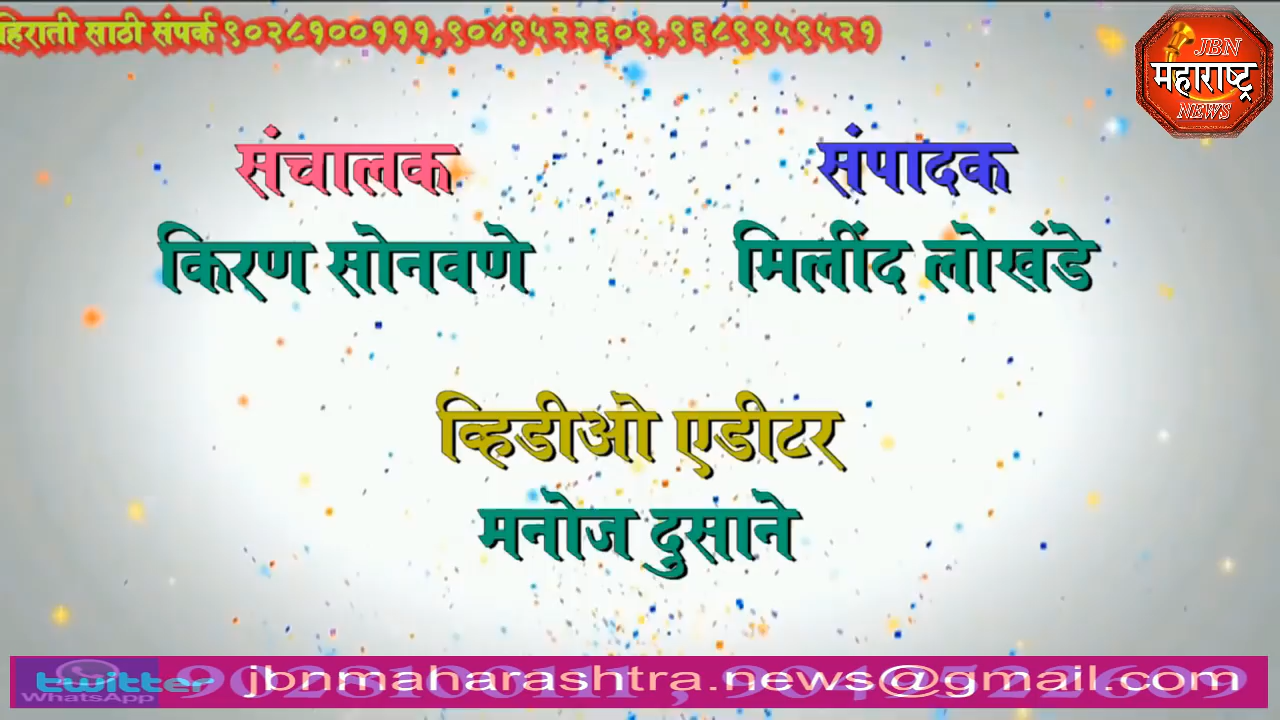 हिराती साठी संपर्क ९०२८१००१११,९०४९५२२६०९,९६८९९५९५२१
JBN
महाराष्ट्र
NEWS
संचालक
संपादक
किरण सोनवणे
मिलींद लोखंडे
व्हिडीओ एडीटर
मनोज दुसाने
twitter jbnmaharashtra.news@gmail.com
WhatsApp